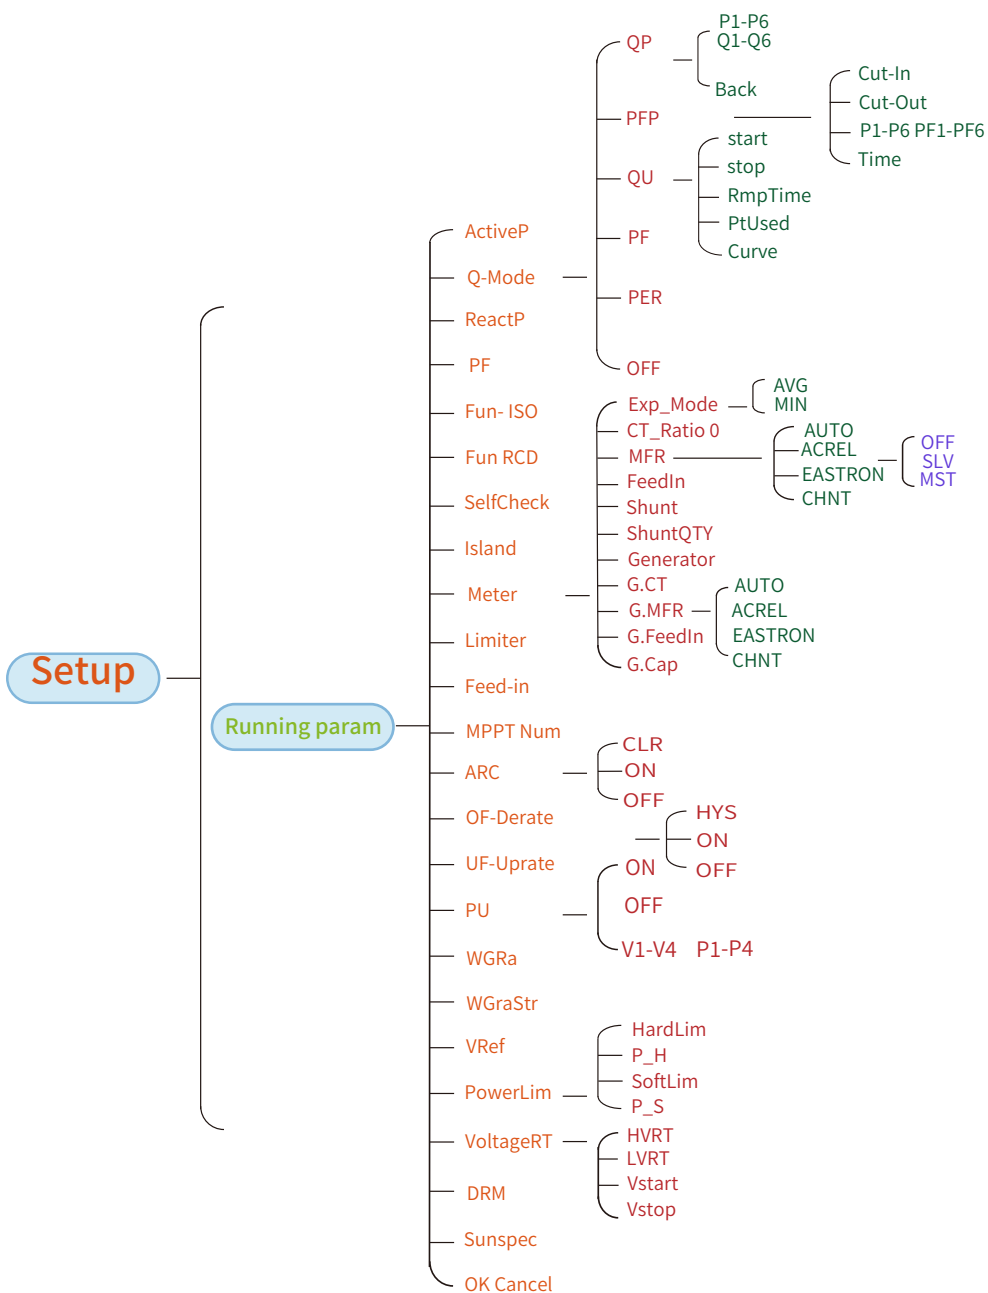 Setup
Running param
ActiveP
Q-Mode
QP
P1-P6
Q1-Q6
Back
PFP
Cut-In
Cut-Out
P1-P6 PF1-PF6
Time
QU
start
stop
RmpTime
PtUsed
Curve
PF
PER
OFF
ReactP
PF
Fun- ISO
Fun RCD
SelfCheck
Island
Meter
Exp_Mode
AVG
MIN
CT_Ratio 0
MFR
AUTO
ACREL
EASTRON
CHNT
OFF
SLV
MST
FeedIn
Shunt
ShuntQTY
Generator
G.CT
G.MFR
AUTO
ACREL
EASTRON
CHNT
G.FeedIn
G.Cap
Limiter
Feed-in
MPPT Num
ARC
CLR
ON
OFF
OF-Derate
UF-Uprate
PU
ON
HYS
ON
OFF
OFF
V1-V4 P1-P4
WGRa
WGraStr
VRef
PowerLim
HardLim
P_H
SoftLim
P_S
VoltageRT
HVRT
LVRT
Vstart
Vstop
DRM
Sunspec
OK Cancel